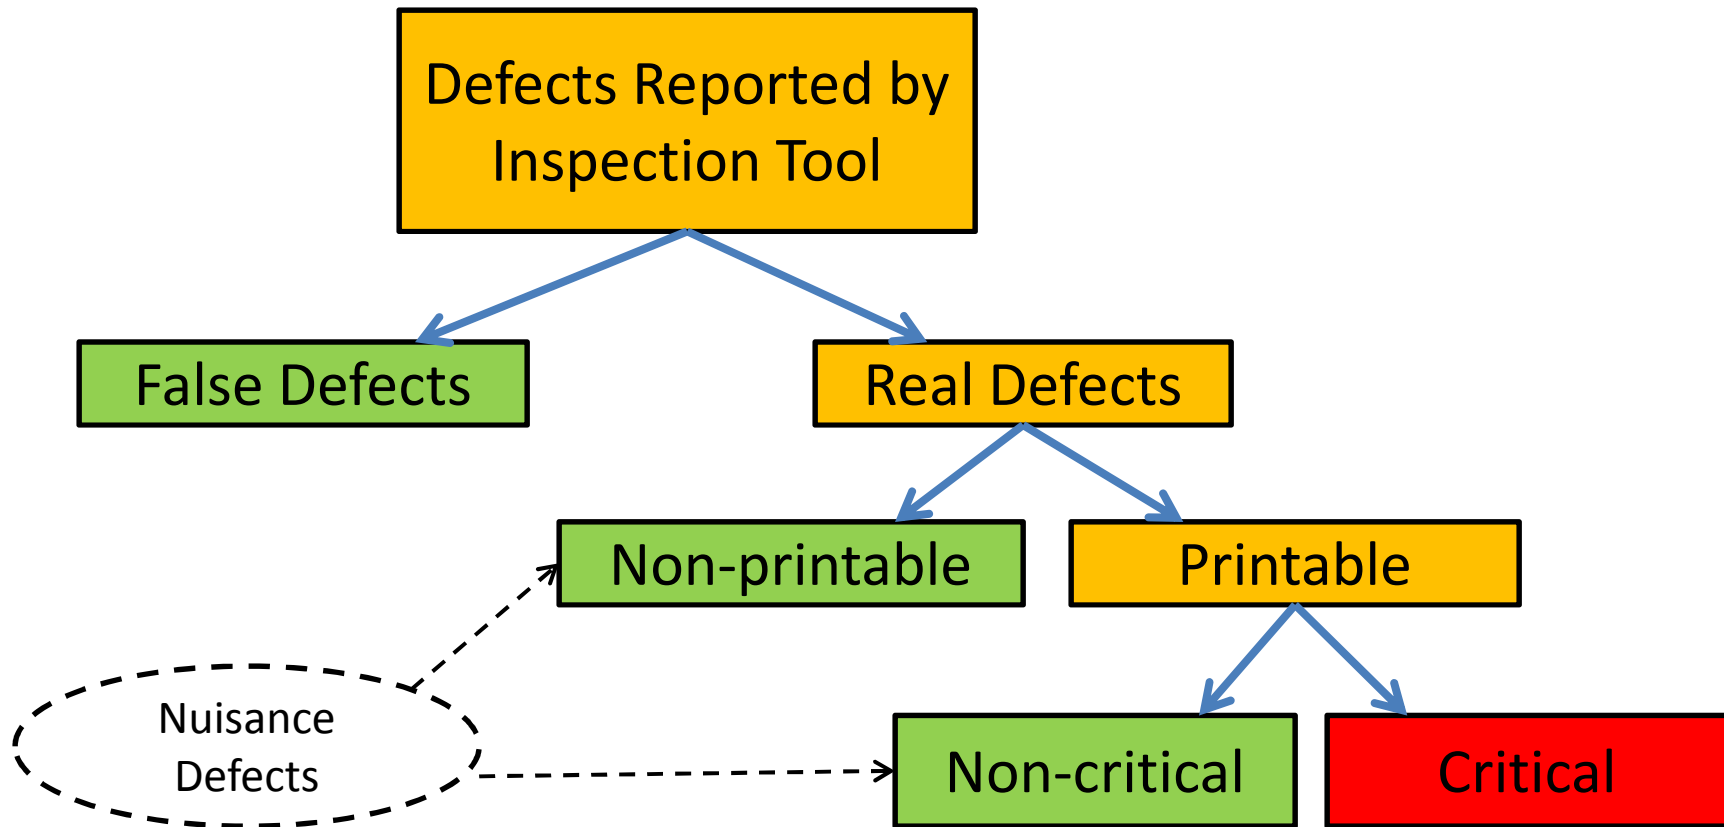 Defects Reported by
Inspection Tool
False Defects
Real Defects
Non-printable
Printable
Nuisance
Defects
Non-critical
Critical